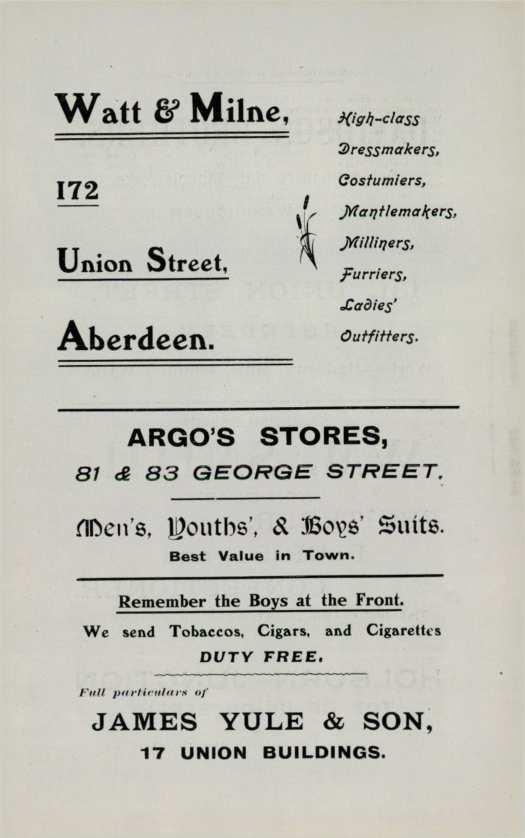 Watt & Milne,
172
Union Street,
Aberdeen.
High-class
Dressmakers,
Costumiers,
Mantlemakers,
Milliners,
Furriers,
Ladies'
Outfitters.
ARGO'S STORES,
81 & 83 GEORGE STREET.
Men's, Youths', & Boys' Suits.
Best Value in Town.
Remember the Boys at the Front.
We send Tobaccos, Cigars, and Cigarettes
DUTY FREE.
Full particulars of
JAMES YULE & SON,
17 UNION BUILDINGS.